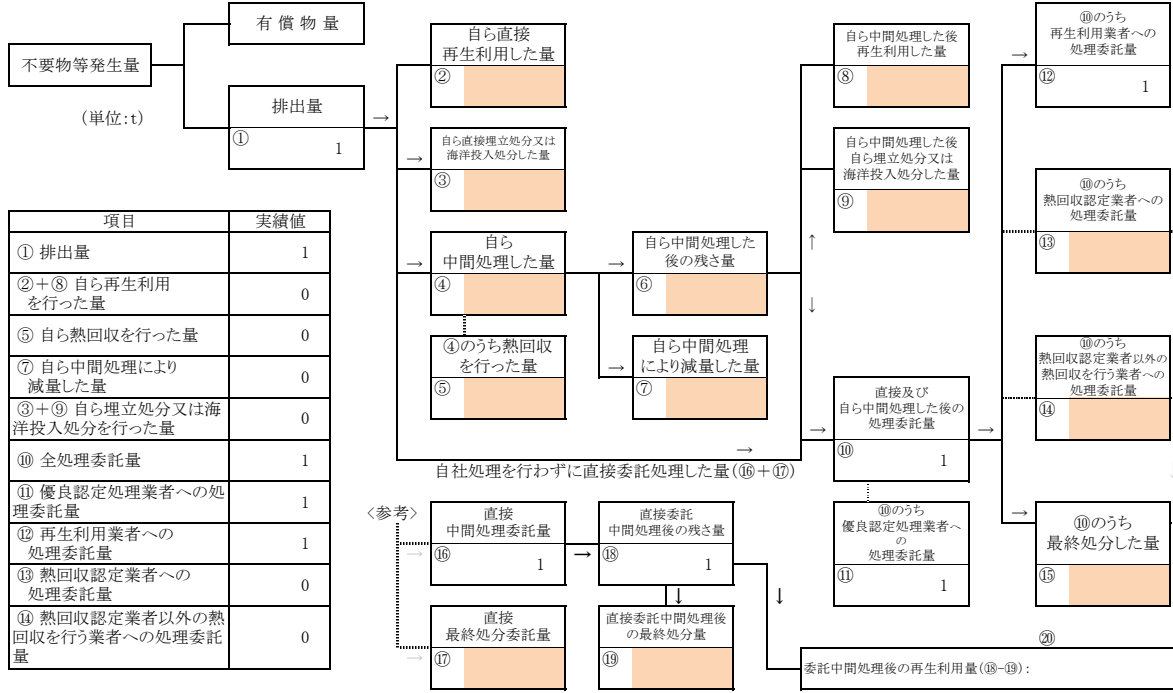 有 償 物 量
不要物等発生量
(単位:t)
排出量
①
1
→
自ら直接
再生利用した量
②
→
自ら直接埋立処分又は
海洋投入処分した量
③
→
自ら
中間処理した量
④
④のうち熱回収
を行った量
⑤
→
自ら中間処理した
後の残さ量
⑥
→
自ら中間処理
により減量した量
⑦
自ら中間処理した後
再生利用した量
⑧
自ら中間処理した後
自ら埋立処分又は
海洋投入処分した量
⑨
↑
↓
→
自社処理を行わずに直接委託処理した量(⑯+⑰)
→
直接及び
自ら中間処理した後の
処理委託量
⑩
1
⑩のうち
優良認定処理業者へ
の
処理委託量
⑪
1
→
→
⑩のうち
再生利用業者への
処理委託量
⑫
1
⑩のうち
熱回収認定業者への
処理委託量
⑬
⑩のうち
熱回収認定業者以外の
熱回収を行う業者への
処理委託量
⑭
→
⑩のうち
最終処分した量
⑮
項目 実績値
① 排出量 1
②+⑧ 自ら再生利用
を行った量 0
⑤ 自ら熱回収を行った量 0
⑦ 自ら中間処理により
減量した量 0
③+⑨ 自ら埋立処分又は海
洋投入処分を行った量 0
⑩ 全処理委託量 1
⑪ 優良認定処理業者への処
理委託量 1
⑫ 再生利用業者への
処理委託量 1
⑬ 熱回収認定業者への
処理委託量 0
⑭ 熱回収認定業者以外の熱
回収を行う業者への処理委託
量 0
〈参考〉
→
直接
中間処理委託量
⑯
1
→
直接委託
中間処理後の残さ量
⑱
1
↓
↓
→
直接
最終処分委託量
⑰
直接委託中間処理後
の最終処分量
⑲
⑳
委託中間処理後の再生利用量(⑱-⑲):